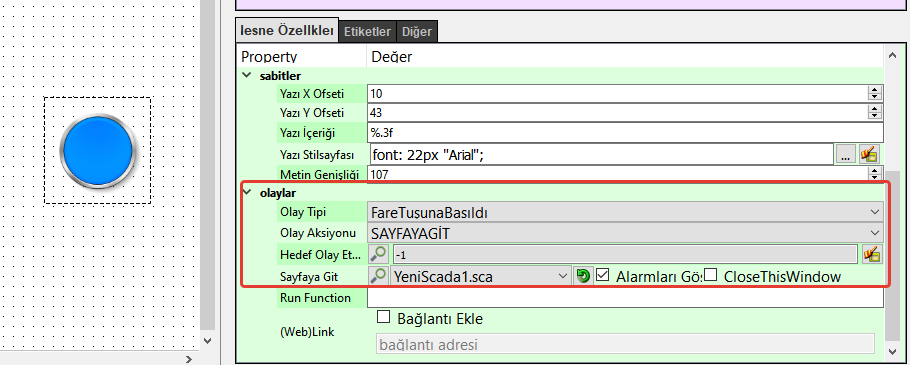 lesne Özellikleı Etiketler Diğer
Property Değer
sabitler
Yazı X Ofseti 10
Yazı Y Ofseti 43
Yazı İçeriği %.3f
Yazı Stilsayfası font: 22px "Arial"; ...
Metin Genişliği 107
olaylar
Olay Tipi FareTuşunaBasıldı
Olay Aksiyonu SAYFAYAGİT
Hedef Olay Et... -1
Sayfaya Git YeniScada1.sca Alarmları Gös CloseThisWindow
Run Function
(Web)Link Bağlantı Ekle
bağlantı adresi